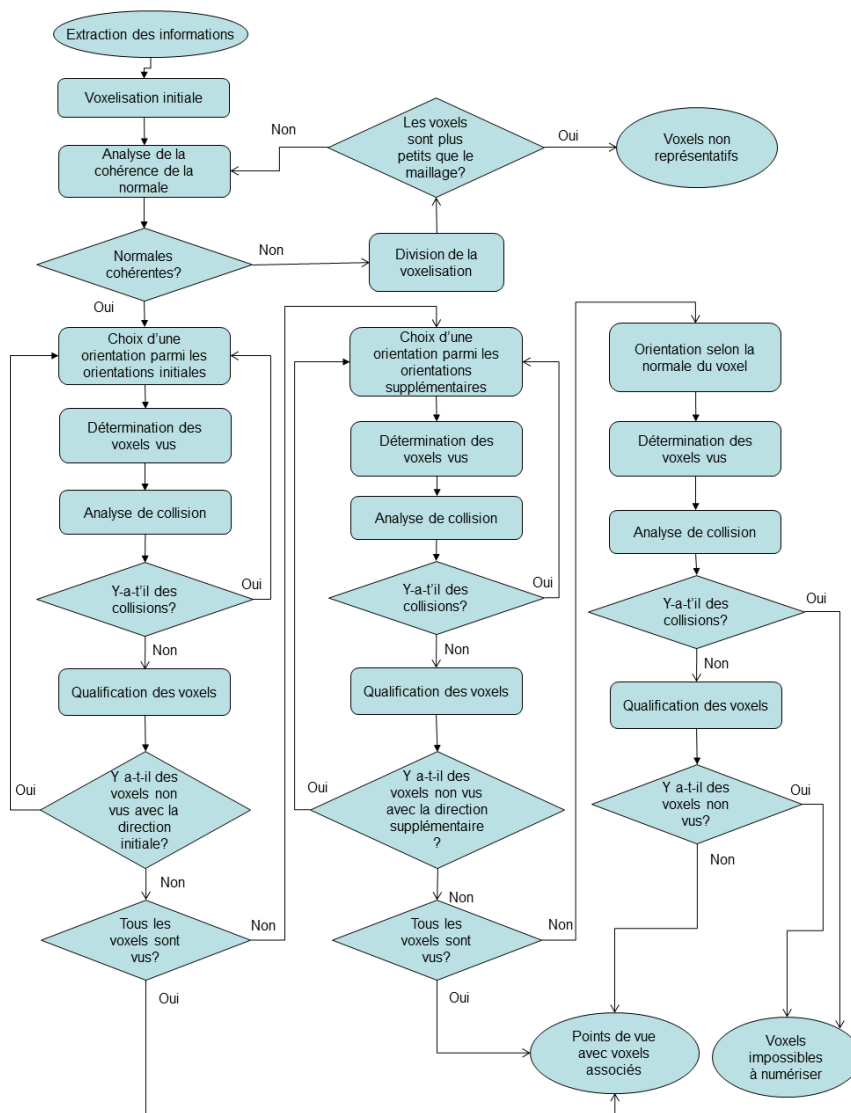 Extraction des informations
Voxelisation initiale
Analyse de la
cohérence de la
normale
Non
Les voxels
sont plus
petits que le
maillage?
Oui
Voxels non
représentatifs
Normales
cohérentes?
Non
Division de la
voxelisation
Oui
Choix d'une
orientation parmi les
orientations initiales
Détermination des
voxels vus
Analyse de collision
Y-a-t'il des
collisions?
Oui
Non
Qualification des voxels
Oui
Y a-t-il des
voxels non
vus avec la
direction
initiale?
Non
Tous les
voxels sont
vus?
Non
Oui
Choix d'une
orientation parmi les
orientations
supplémentaires
Détermination des
voxels vus
Analyse de collision
Y-a-t'il des
collisions?
Oui
Non
Qualification des voxels
Oui
Y a-t-il des
voxels non vus
avec la direction
supplémentaire
?
Non
Tous les
voxels sont
vus?
Non
Oui
Orientation selon la
normale du voxel
Détermination des
voxels vus
Analyse de collision
Y-a-t'il des
collisions?
Oui
Non
Qualification des voxels
Y a-t-il des
voxels non
vus?
Oui
Non
Points de vue
avec voxels
associés
Voxels
impossibles
à numériser